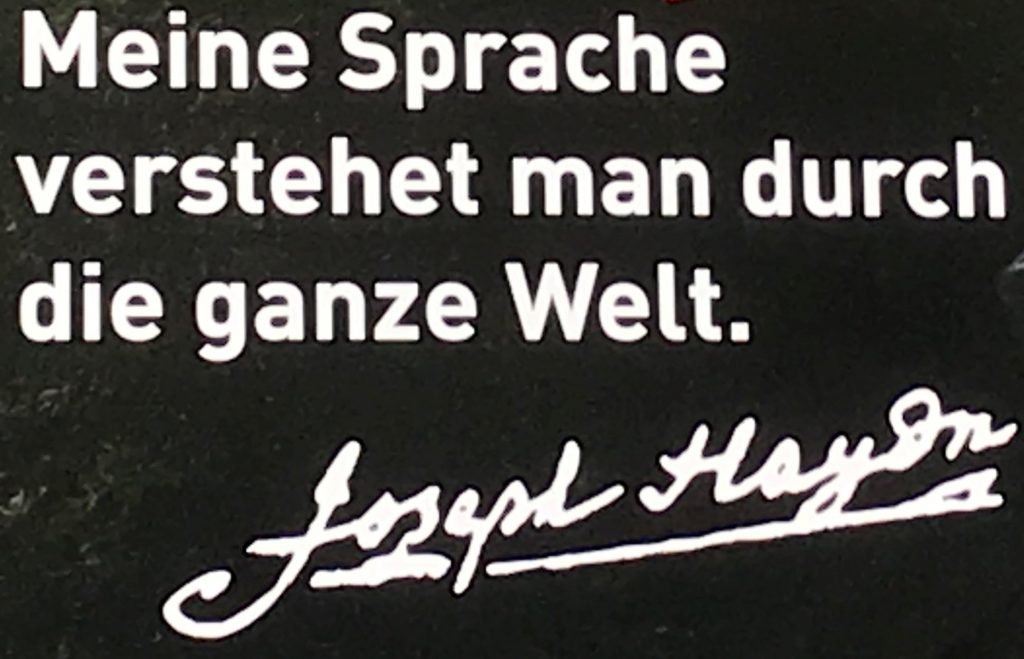 Meine Sprache
verstehet man durch
die ganze Welt.
Joseph Haydn